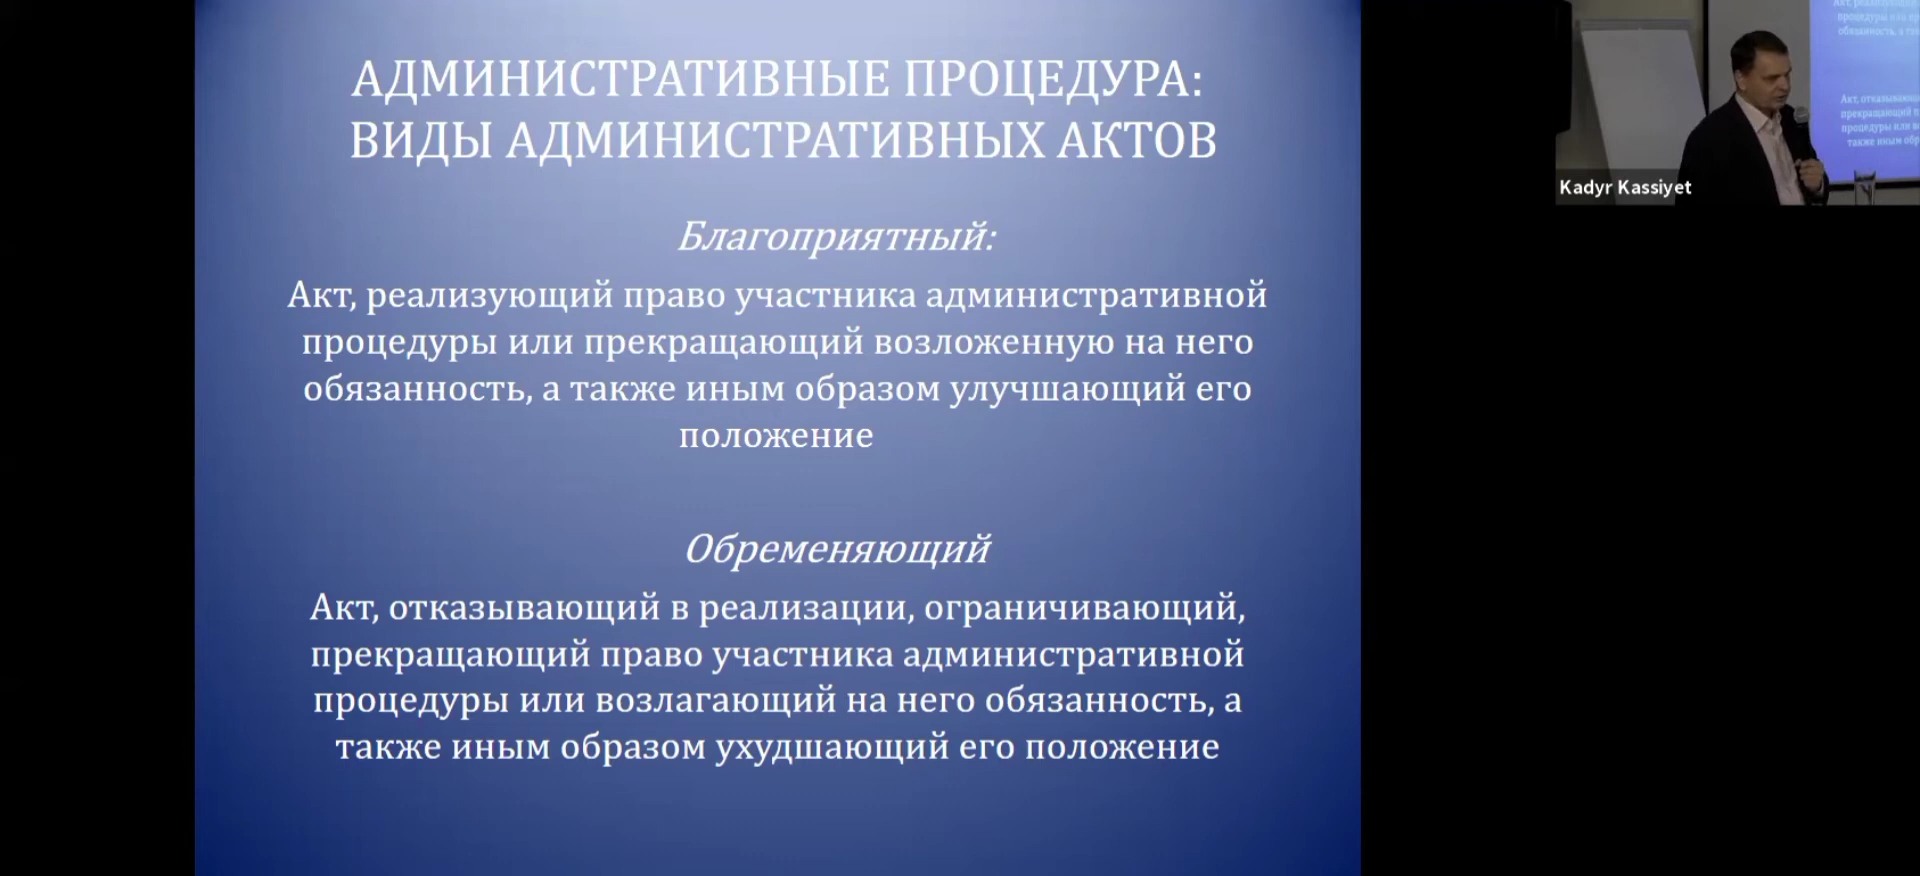 АДМИНИСТРАТИВНЫЕ ПРОЦЕДУРА:
ВИДЫ АДМИНИСТРАТИВНЫХ АКТОВ
Благоприятный:
Акт, реализующий право участника административной
процедуры или прекращающий возложенную на него
обязанность, а также иным образом улучшающий его
положение
Обременяющий
Акт, отказывающий в реализации, ограничивающий,
прекращающий право участника административной
процедуры или возлагающий на него обязанность, а
также иным образом ухудшающий его положение
Kadyr Kassiyet